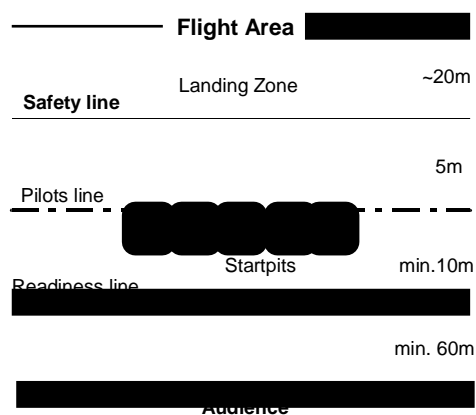 Flight Area
Landing Zone
~20m
Safety line
5m
Pilots line
Startpits
min.10m
Readiness line
min. 60m
Audience